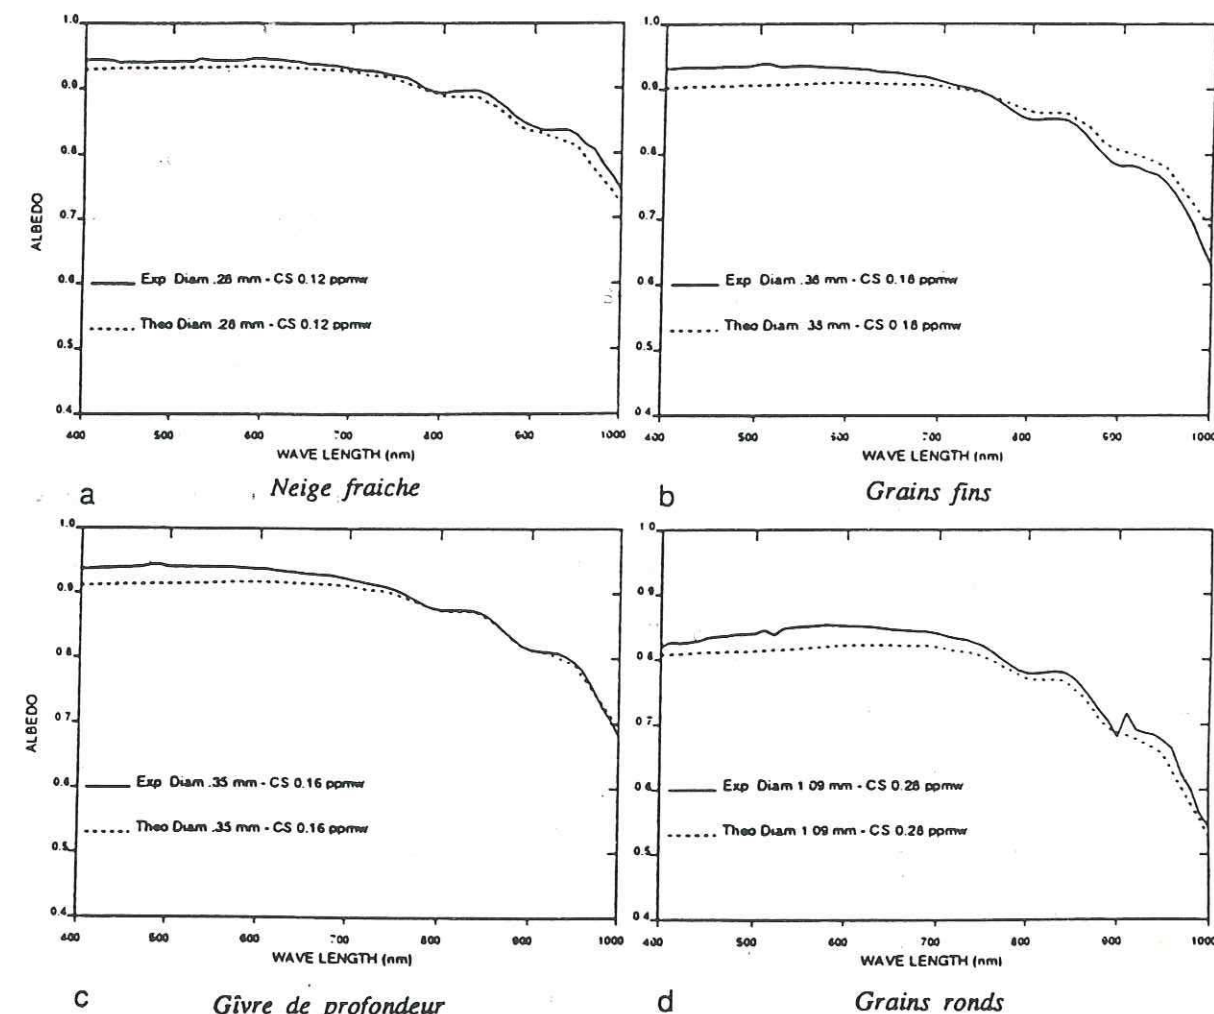 1.0
0.9
0.8
0.7
0.6
0.5
0.4
ALBEDO
Exp Diam .26 mm - CS 0.12 ppmw
Theo Diam .26 mm - CS 0.12 ppmw
400 500 600 700 800 900 1000
WAVE LENGTH (nm)
a
Neige fraiche
1.0
0.9
0.8
0.7
0.6
0.5
0.4
Exp Diam .36 mm - CS 0.18 ppmw
Theo Diam .35 mm - CS 0 18 ppmw
400 500 600 700 800 900 1000
WAVE LENGTH (nm)
b
Grains fins
1.0
0.9
0.8
0.7
0.6
0.5
0.4
ALBEDO
Exp Diam .35 mm - CS 0.16 ppmw
Theo Diam .35 mm - CS 0.16 ppmw
400 500 600 700 800 900 1000
WAVE LENGTH (nm)
c
Gîvre de profondeur
1 0
0.9
0.8
0.7
0.6
0.5
0.4
Exp Diam 1 09 mm - CS 0.28 ppmw
Theo Diam 1 09 mm - CS 0.28 ppmw
400 500 600 700 800 900 1000
WAVE LENGTH (nm)
d
Grains ronds